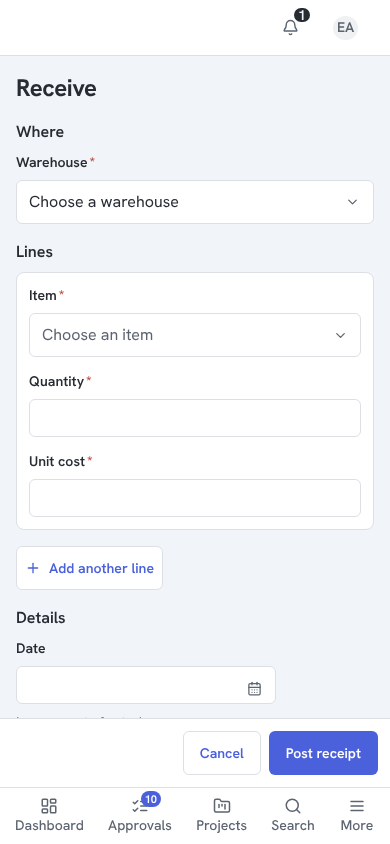 1
EA
Receive
Where
Warehouse*
Choose a warehouse
Lines
Item*
Choose an item
Quantity*
Unit cost*
Add another line
Details
Date
Cancel
Post receipt
10
Dashboard
Approvals
Projects
Search
More